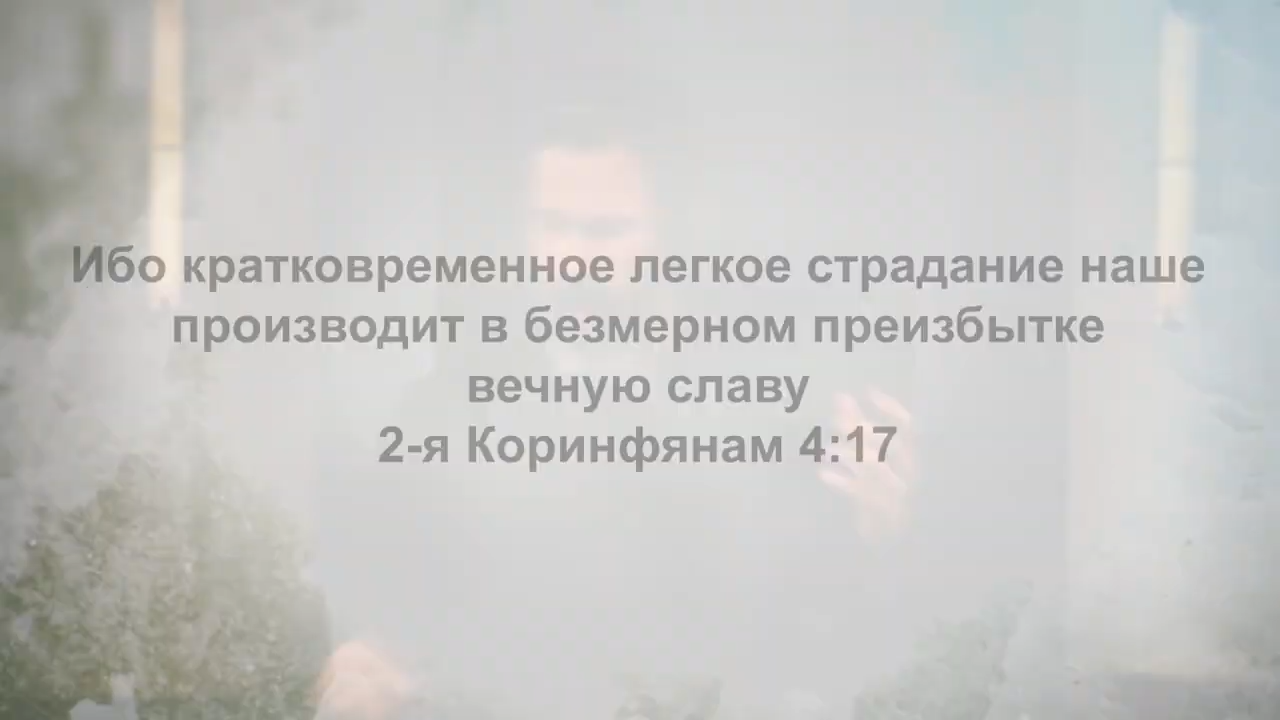 Ибо кратковременное легкое страдание наше
производит в безмерном преизбытке
вечную славу
2-я Коринфянам 4:17